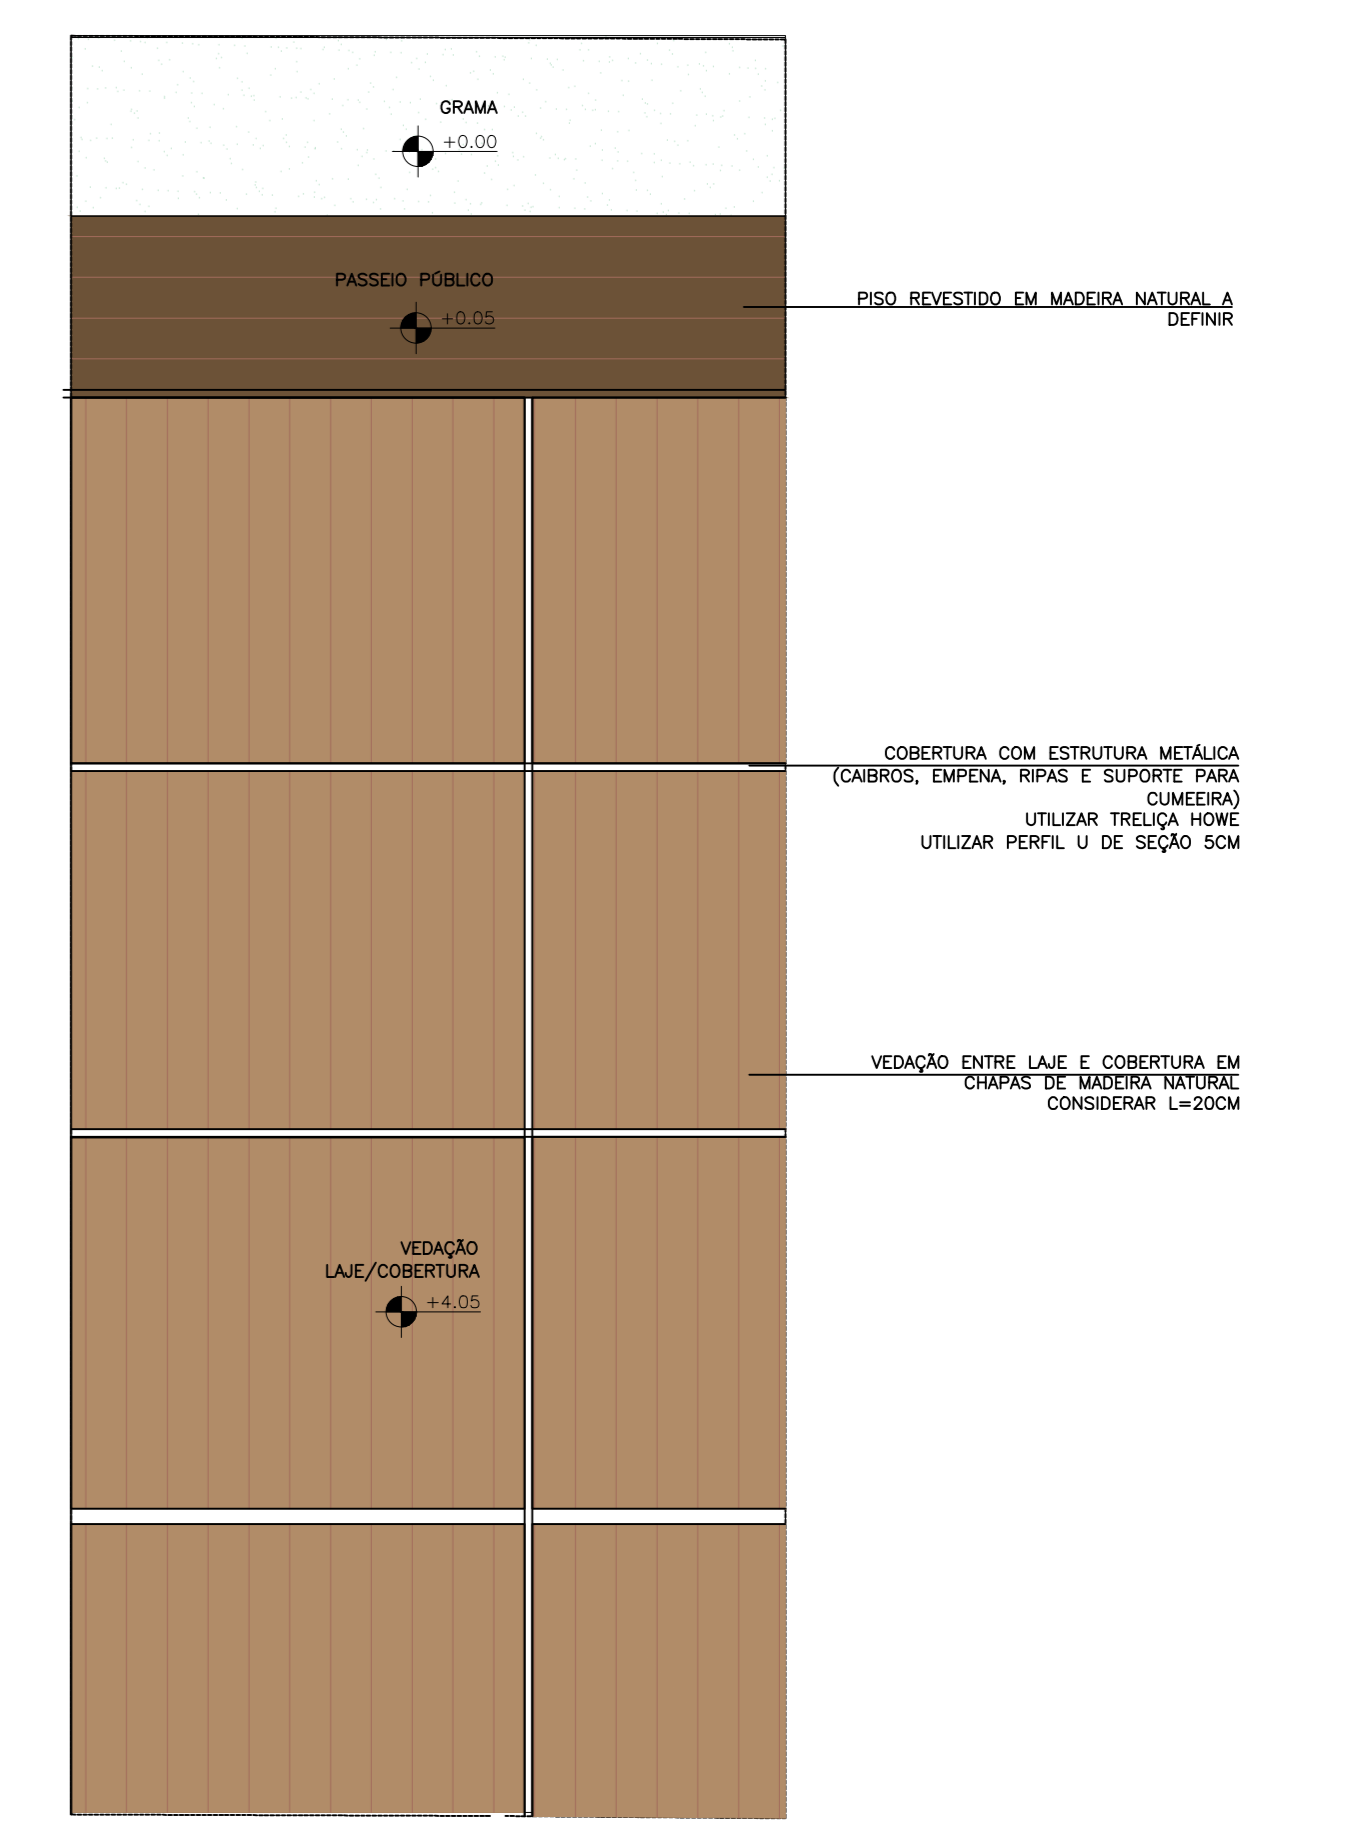 GRAMA
+0.00
PASSEIO PÚBLICO
+0.05
PISO REVESTIDO EM MADEIRA NATURAL A
DEFINIR
COBERTURA COM ESTRUTURA METÁLICA
(CAIBROS, EMPENA, RIPAS E SUPORTE PARA
CUMEEIRA)
UTILIZAR TRELIÇA HOWE
UTILIZAR PERFIL U DE SEÇÃO 5CM
VEDAÇÃO ENTRE LAJE E COBERTURA EM
CHAPAS DE MADEIRA NATURAL
CONSIDERAR L=20CM
VEDAÇÃO
LAJE/COBERTURA
+4.05